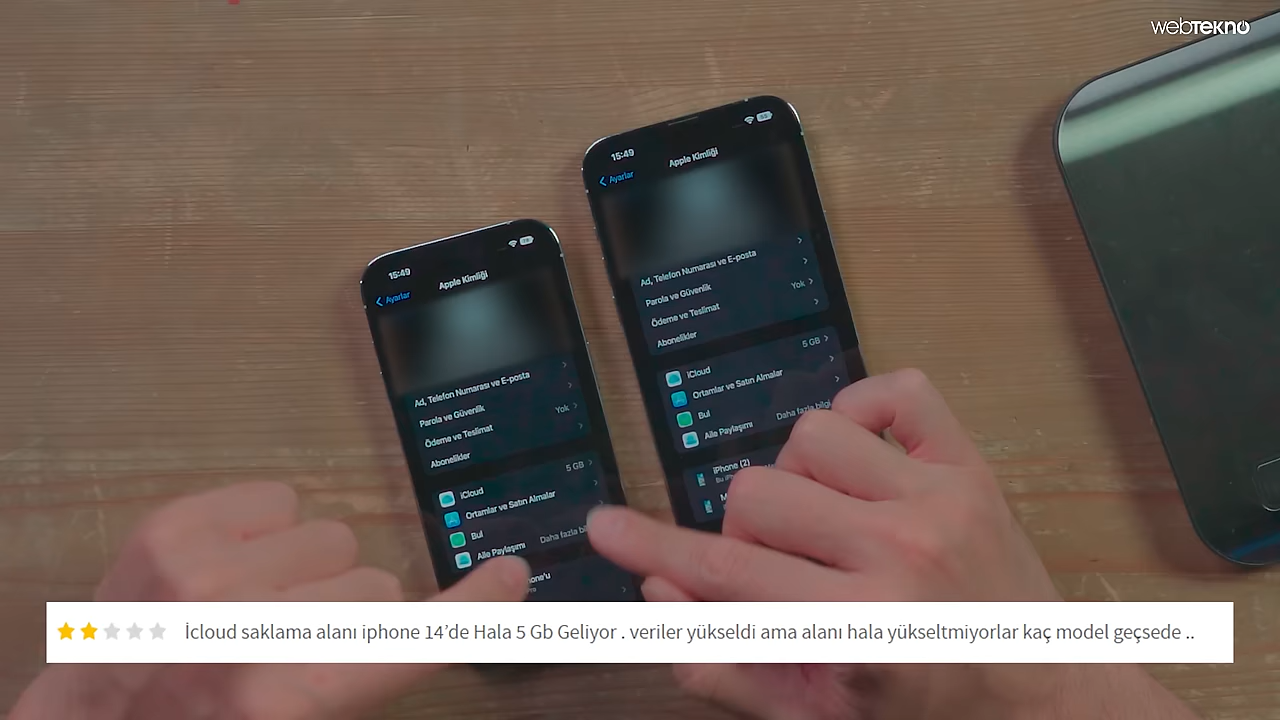 webtekno
15:49
Apple Kimliği
Ayarlar
Ad, Telefon Numarası ve E-posta
Parola ve Güvenlik
Ödeme ve Teslimat
Yok
Abonelikler
iCloud
5 GB
Ortamlar ve Satın Almalar
Bul
Aile Paylaşımı
Daha fazla bilgi
iPhone (2)
15:49
Apple Kimliği
Ayarlar
Ad, Telefon Numarası ve E-posta
Parola ve Güvenlik
Ödeme ve Teslimat
Yok
Abonelikler
iCloud
5 GB
Ortamlar ve Satın Almalar
Bul
Aile Paylaşımı
Daha fazla bil
İcloud saklama alanı iphone 14’de Hala 5 Gb Geliyor . veriler yükseldi ama alanı hala yükseltmiyorlar kaç model geçsede ..